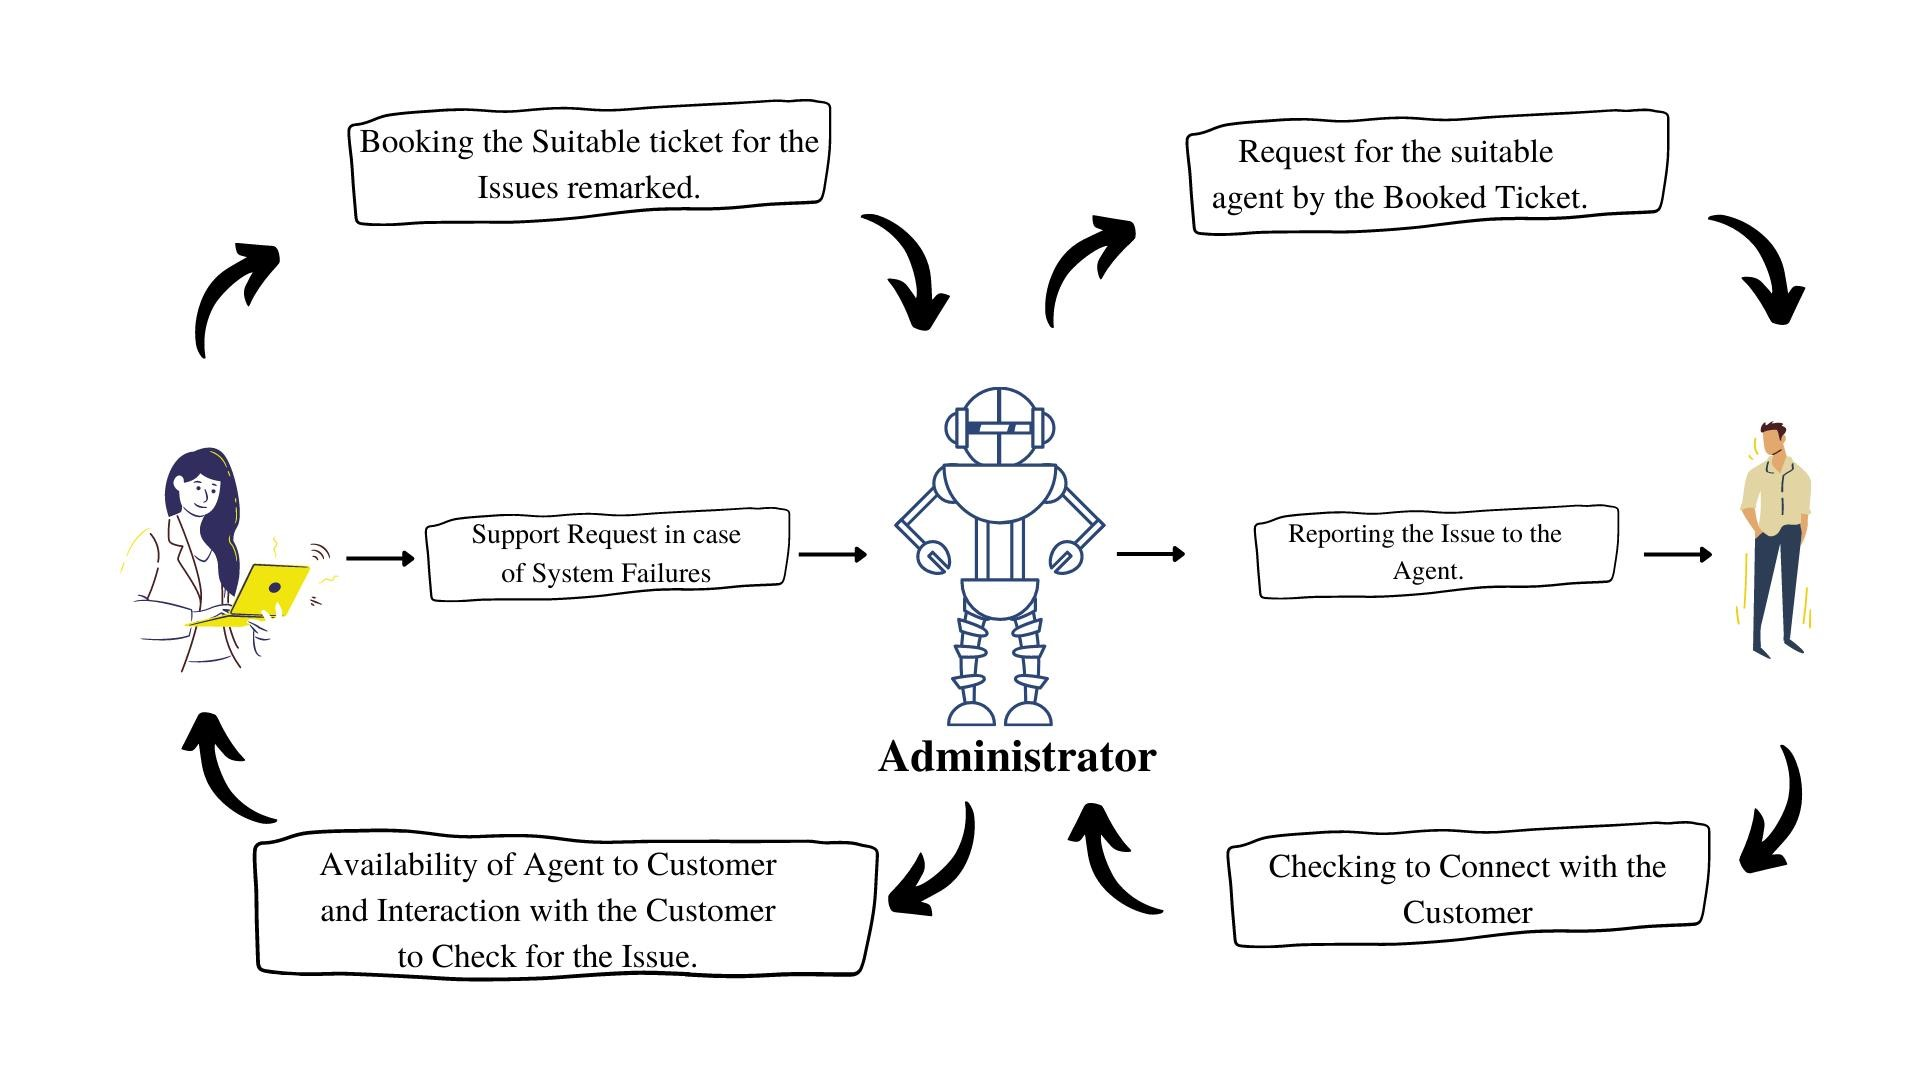 Booking the Suitable ticket for the
Issues remarked.
Request for the suitable
agent by the Booked Ticket.
Support Request in case
of System Failures
Reporting the Issue to the
Agent.
Administrator
Availability of Agent to Customer
and Interaction with the Customer
to Check for the Issue.
Checking to Connect with the
Customer